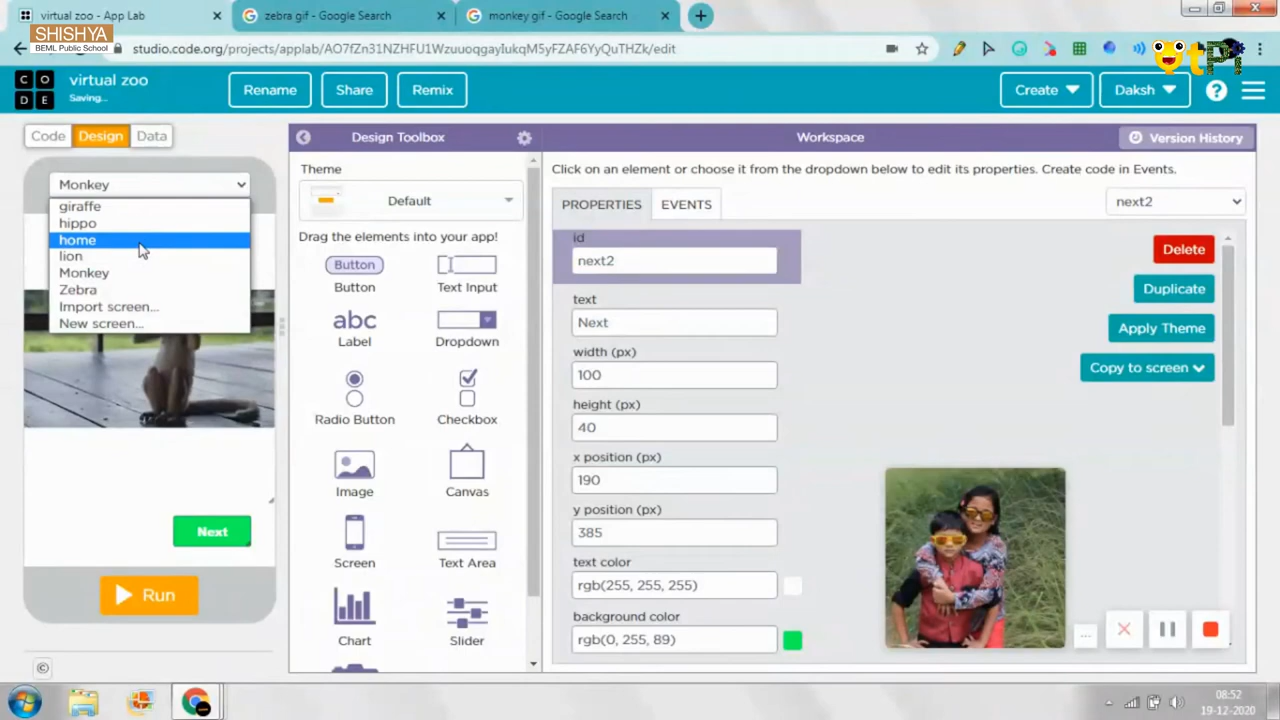 virtual zoo - App Lab
zebra gif - Google Search
monkey gif - Google Search
SHISHYA
BEML Public School
studio.code.org/projects/applab/AO7fZn31NZHFU1WzuuoqgaylukqM5yFZAF6YyQuTHZk/edit
utPi
C O
D E
virtual zoo
Saving...
Rename
Share
Remix
Create
Daksh
?
Code
Design
Data
Design Toolbox
Workspace
Version History
Monkey
giraffe
hippo
home
lion
Monkey
Zebra
Import screen...
New screen...
Next
Run
©
Theme
Default
Drag the elements into your app!
Button
Button
Text Input
abc
Label
Dropdown
Radio Button
Checkbox
Image
Canvas
Screen
Text Area
Chart
Slider
Click on an element or choose it from the dropdown below to edit its properties. Create code in Events.
PROPERTIES
EVENTS
next2
id
next2
text
Next
width (px)
100
height (px)
40
x position (px)
190
y position (px)
385
text color
rgb(255, 255, 255)
background color
rgb(0, 255, 89)
Delete
Duplicate
Apply Theme
Copy to screen
...
08:52
19-12-2020